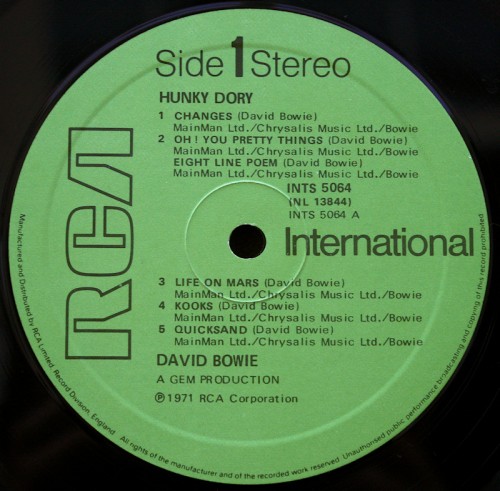 Side 1 Stereo
HUNKY DORY
1 CHANGES (David Bowie)
MainMan Ltd./Chrysalis Music Ltd./Bowie
2 OH! YOU PRETTY THINGS (David Bowie)
MainMan Ltd./Chrysalis Music Ltd./Bowie
EIGHT LINE POEM (David Bowie)
MainMan Ltd./Chrysalis Music Ltd./Bowie
INTS 5064
(NL 13844)
INTS 5064 A
RCA
International
3 LIFE ON MARS (David Bowie)
MainMan Ltd./Chrysalis Music Ltd./Bowie
4 KOOKS (David Bowie)
MainMan Ltd./Chrysalis Music Ltd./Bowie
5 QUICKSAND (David Bowie)
MainMan Ltd./Chrysalis Music Ltd./Bowie
DAVID BOWIE
A GEM PRODUCTION
℗ 1971 RCA Corporation
Manufactured and Distributed by RCA Limited, Record Division, England. All rights of the manufacturer and of the owner of the recorded work reserved. Unauthorised public performance broadcasting and copying of this record prohibited